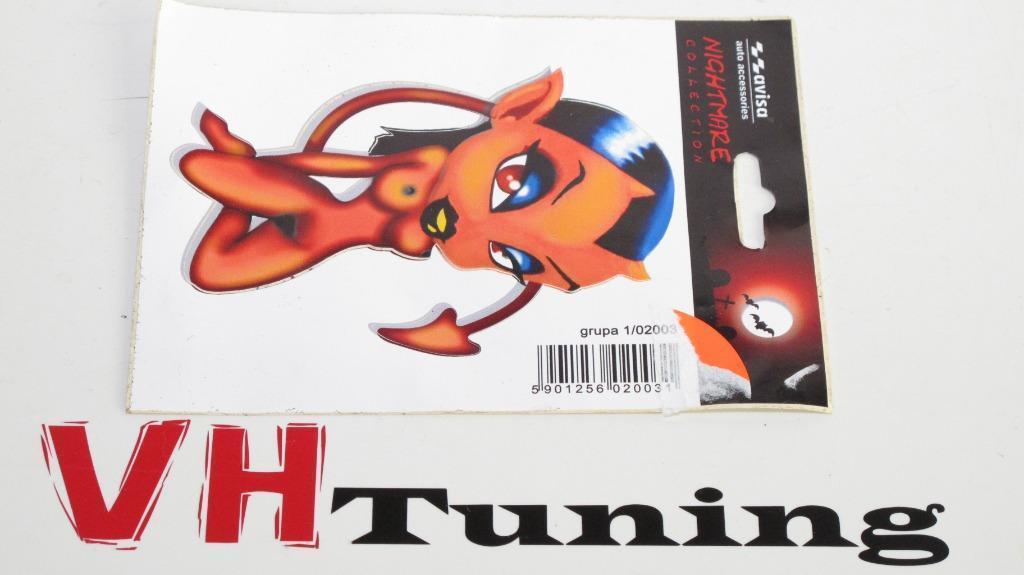 avisa
auto accessories
NIGHTMARE
COLLECTION
grupa 1/02003
5 901256 020031
VH Tuning